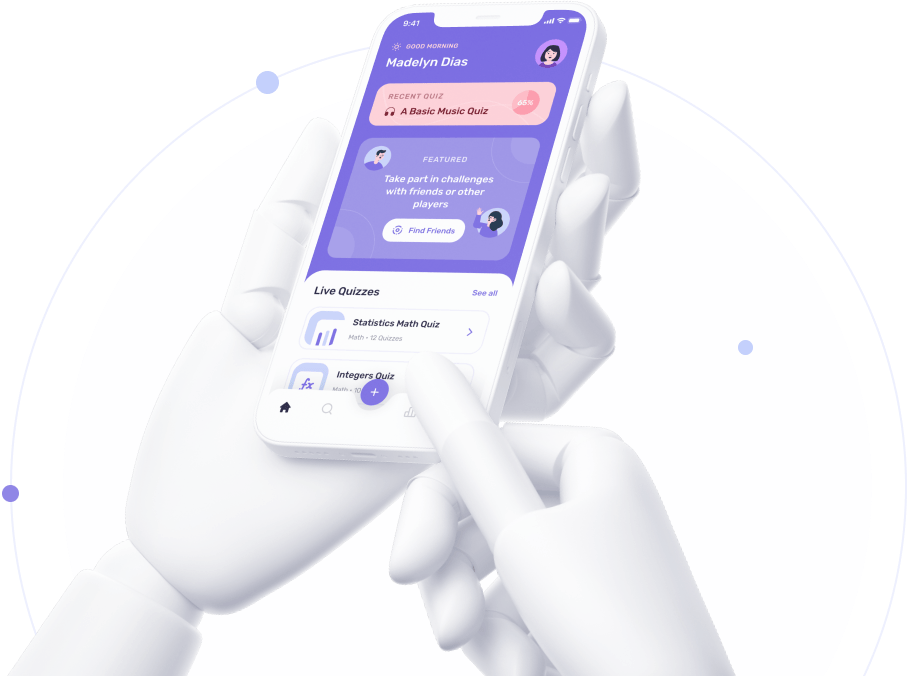 9:41
GOOD MORNING
Madelyn Dias
RECENT QUIZ
A Basic Music Quiz
65%
FEATURED
Take part in challenges
with friends or other
players
Find Friends
Live Quizzes
See all
Statistics Math Quiz
Math • 12 Quizzes
fx
Integers Quiz
Math • 10